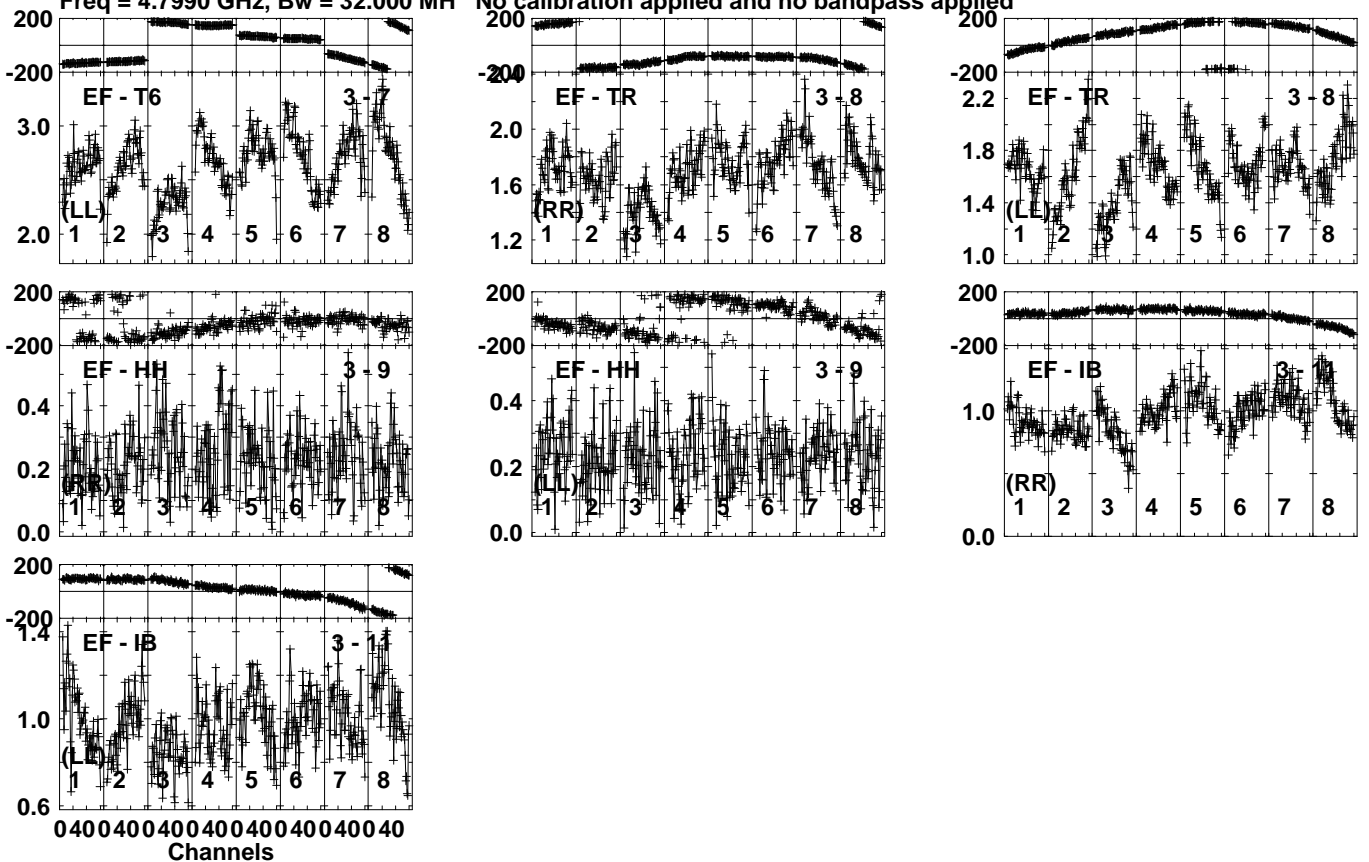 Freq = 4.7990 GHz, Bw = 32.000 MH No calibration applied and no bandpass applied
200
-200
EF - T6 3 - 7
3.0
(LL)
2.0
1 2 3 4 5 6 7 8
200
-200
2.4
EF - TR 3 - 8
2.0
1.6
(RR)
1.2
1 2 3 4 5 6 7 8
200
-200
EF - TR 3 - 8
2.2
1.8
1.4
(LL)
1.0
1 2 3 4 5 6 7 8
200
-200
EF - HH 3 - 9
0.4
0.2
(RR)
0.0
1 2 3 4 5 6 7 8
200
-200
EF - HH 3 - 9
0.4
0.2
(LL)
0.0
1 2 3 4 5 6 7 8
200
-200
EF - IB 3 - 11
1.0
(RR)
0.0
1 2 3 4 5 6 7 8
200
-200
1.4
EF - IB 3 - 11
1.0
(LL)
0.6
1 2 3 4 5 6 7 8
0 40 0 40 0 40 0 40 0 40 0 40 0 40 0 40
Channels